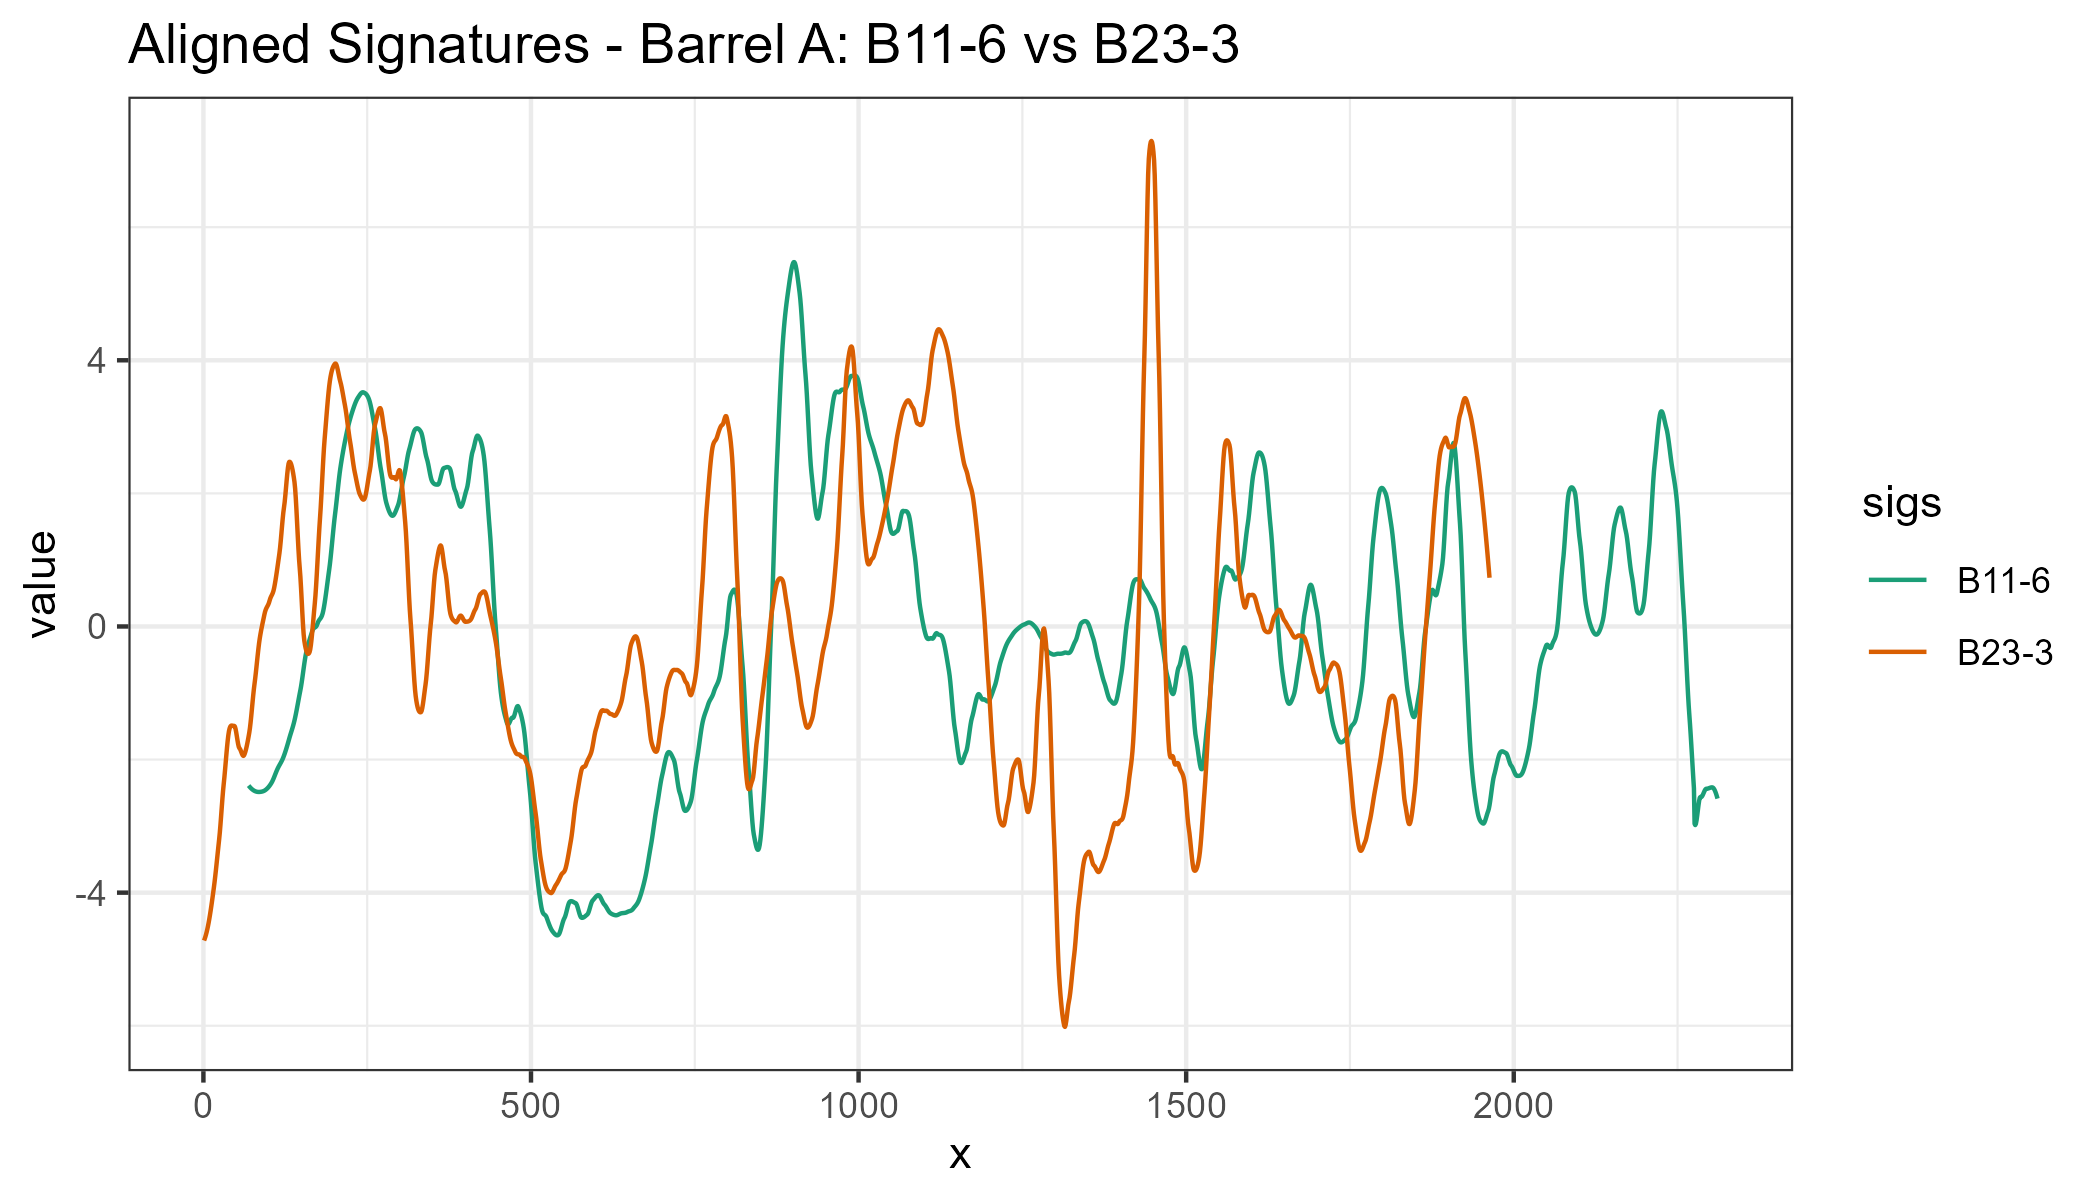 Aligned Signatures - Barrel A: B11-6 vs B23-3
value
4
0
-4
0 500 1000 1500 2000
x
sigs
B11-6
B23-3